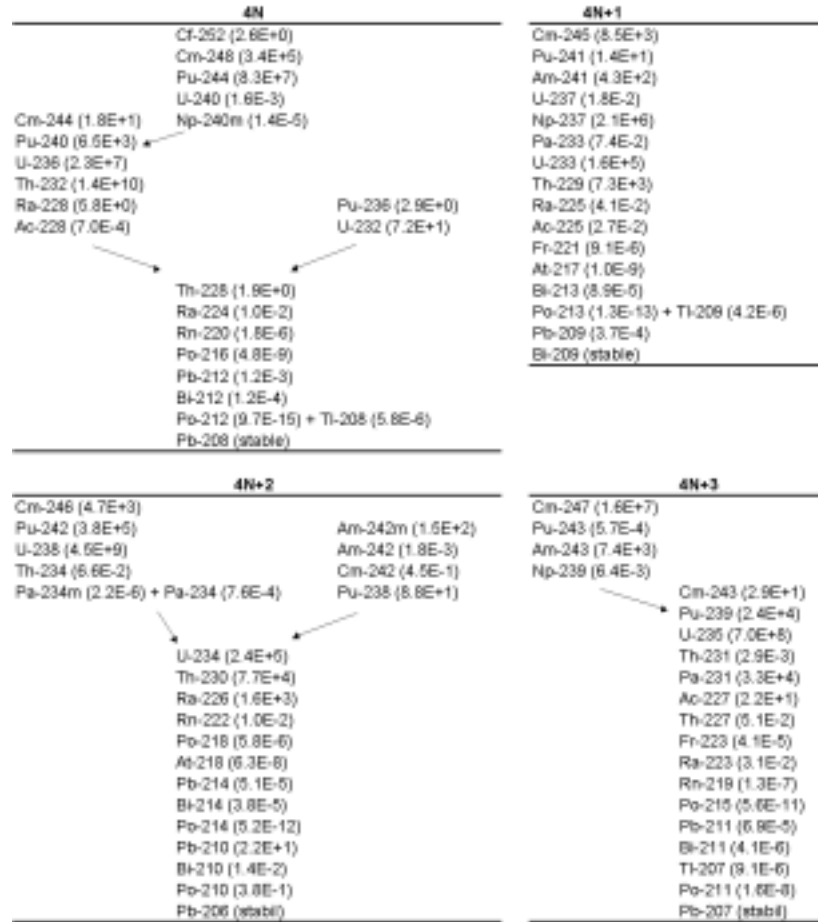 4N
Cf-252 (2.6E+0)
Cm-248 (3.4E+5)
Pu-244 (8.3E+7)
U-240 (1.6E-3)
Cm-244 (1.8E+1) Np-240m (1.4E-5)
Pu-240 (6.5E+3)
U-236 (2.3E+7)
Th-232 (1.4E+10)
Ra-228 (5.8E+0) Pu-236 (2.9E+0)
Ac-228 (7.0E-4) U-232 (7.2E+1)
Th-228 (1.9E+0)
Ra-224 (1.0E-2)
Rn-220 (1.8E-6)
Po-216 (4.8E-9)
Pb-212 (1.2E-3)
Bi-212 (1.2E-4)
Po-212 (9.7E-15) + Tl-208 (5.8E-6)
Pb-208 (stable)
4N+1
Cm-245 (8.5E+3)
Pu-241 (1.4E+1)
Am-241 (4.3E+2)
U-237 (1.8E-2)
Np-237 (2.1E+6)
Pa-233 (7.4E-2)
U-233 (1.6E+5)
Th-229 (7.3E+3)
Ra-225 (4.1E-2)
Ac-225 (2.7E-2)
Fr-221 (9.1E-6)
At-217 (1.0E-9)
Bi-213 (8.9E-5)
Po-213 (1.3E-13) + Tl-209 (4.2E-6)
Pb-209 (3.7E-4)
Bi-209 (stable)
4N+2
Cm-246 (4.7E+3)
Pu-242 (3.8E+5) Am-242m (1.5E+2)
U-238 (4.5E+9) Am-242 (1.8E-3)
Th-234 (6.6E-2) Cm-242 (4.5E-1)
Pa-234m (2.2E-6) + Pa-234 (7.6E-4) Pu-238 (8.8E+1)
U-234 (2.4E+5)
Th-230 (7.7E+4)
Ra-226 (1.6E+3)
Rn-222 (1.0E-2)
Po-218 (5.8E-6)
At-218 (6.3E-8)
Pb-214 (5.1E-5)
Bi-214 (3.8E-5)
Po-214 (5.2E-12)
Pb-210 (2.2E+1)
Bi-210 (1.4E-2)
Po-210 (3.8E-1)
Pb-206 (stabil)
4N+3
Cm-247 (1.6E+7)
Pu-243 (5.7E-4)
Am-243 (7.4E+3)
Np-239 (6.4E-3)
Cm-243 (2.9E+1)
Pu-239 (2.4E+4)
U-235 (7.0E+8)
Th-231 (2.9E-3)
Pa-231 (3.3E+4)
Ac-227 (2.2E+1)
Th-227 (5.1E-2)
Fr-223 (4.1E-5)
Ra-223 (3.1E-2)
Rn-219 (1.3E-7)
Po-215 (5.6E-11)
Pb-211 (6.9E-5)
Bi-211 (4.1E-6)
Tl-207 (9.1E-6)
Po-211 (1.6E-8)
Pb-207 (stabil)